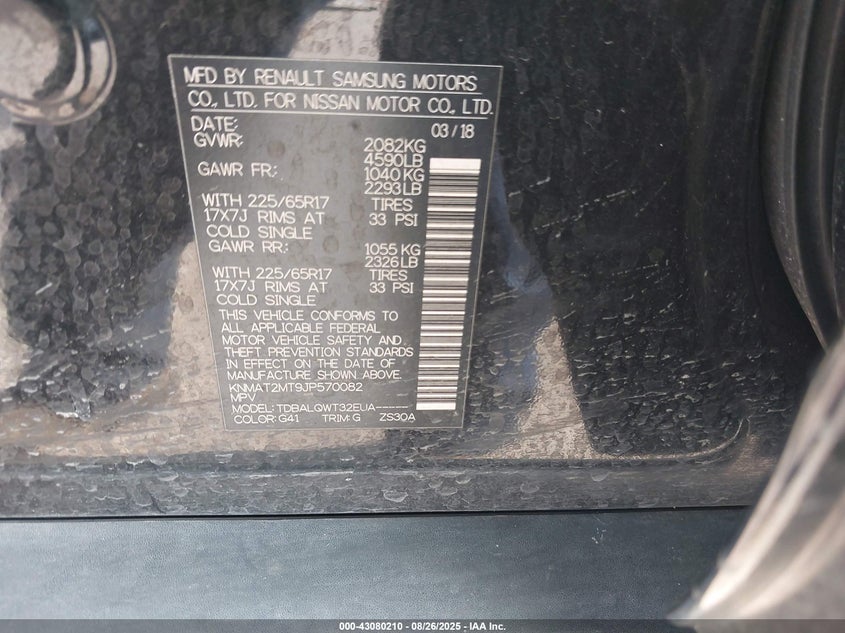 MFD BY RENAULT SAMSUNG MOTORS
CO., LTD. FOR NISSAN MOTOR CO., LTD.
DATE: 03/18
GVWR: 2082KG
4590LB
GAWR FR: 1040KG
2293LB
WITH 225/65R17 TIRES
17X7J RIMS AT 33 PSI
COLD SINGLE
GAWR RR: 1055 KG
2326LB
WITH 225/65R17 TIRES
17X7J RIMS AT 33 PSI
COLD SINGLE
THIS VEHICLE CONFORMS TO
ALL APPLICABLE FEDERAL
MOTOR VEHICLE SAFETY AND
THEFT PREVENTION STANDARDS
IN EFFECT ON THE DATE OF
MANUFACTURE SHOWN ABOVE.
KNMAT2MT9JP570082
MPV
MODEL: TDBALQWT32EUA-----
COLOR: G41 TRIM: G ZS30A
000-43080210 - 08/26/2025 - IAA Inc.